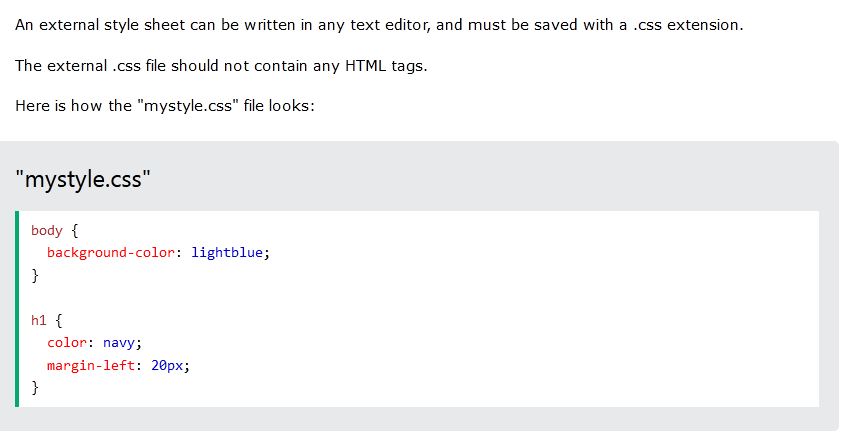 An external style sheet can be written in any text editor, and must be saved with a .css extension.
The external .css file should not contain any HTML tags.
Here is how the "mystyle.css" file looks:
"mystyle.css"
body {
  background-color: lightblue;
}
h1 {
  color: navy;
  margin-left: 20px;
}